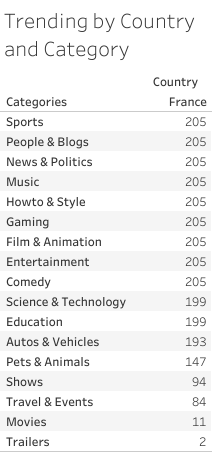 Trending by Country
and Category
Country
Categories France
Sports 205
People & Blogs 205
News & Politics 205
Music 205
Howto & Style 205
Gaming 205
Film & Animation 205
Entertainment 205
Comedy 205
Science & Technology 199
Education 199
Autos & Vehicles 193
Pets & Animals 147
Shows 94
Travel & Events 84
Movies 11
Trailers 2